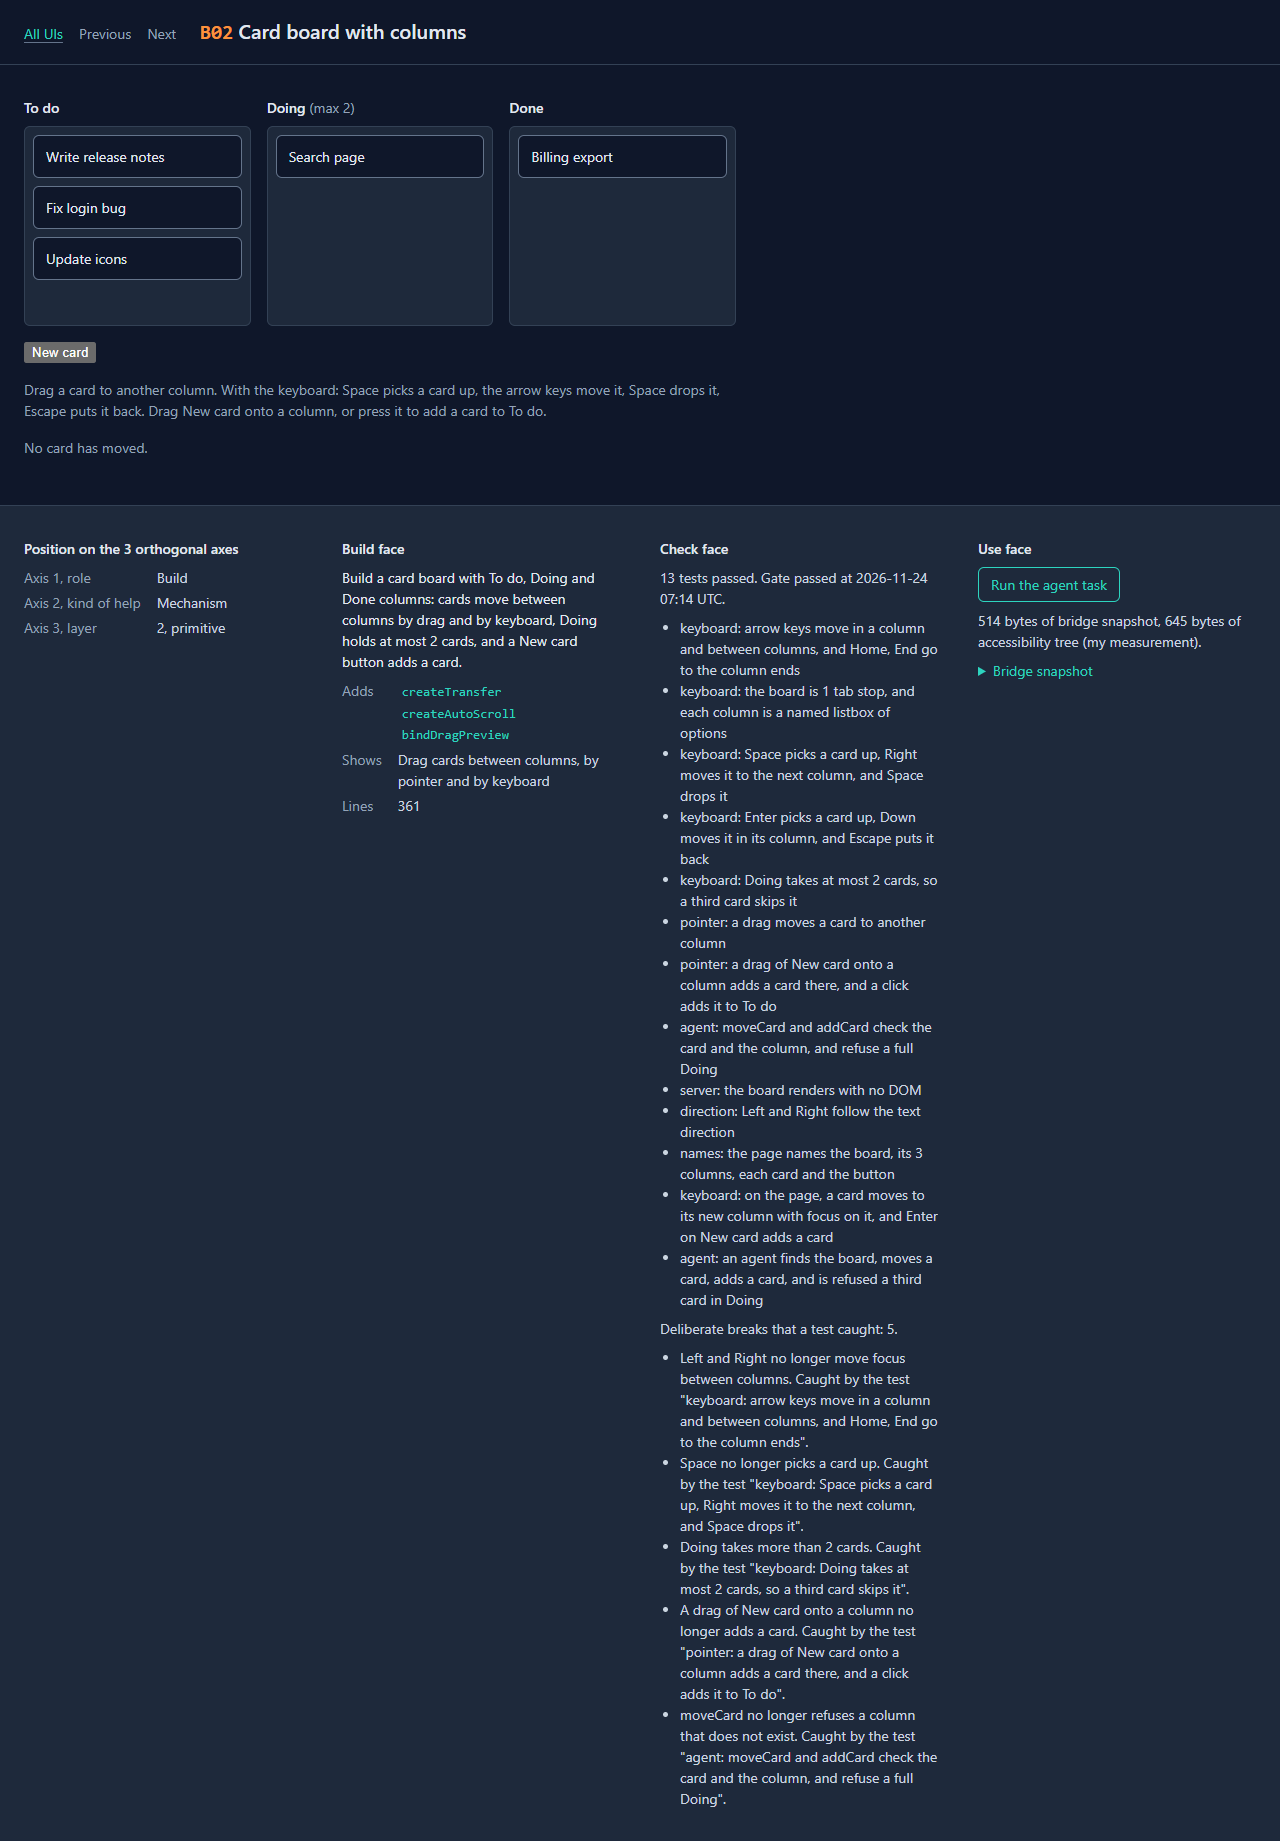 All UIs Previous Next B02 Card board with columns
To do
Write release notes
Fix login bug
Update icons
Doing (max 2)
Search page
Done
Billing export
New card
Drag a card to another column. With the keyboard: Space picks a card up, the arrow keys move it, Space drops it,
Escape puts it back. Drag New card onto a column, or press it to add a card to To do.
No card has moved.
Position on the 3 orthogonal axes
Axis 1, role Build
Axis 2, kind of help Mechanism
Axis 3, layer 2, primitive
Build face
Build a card board with To do, Doing and
Done columns: cards move between
columns by drag and by keyboard, Doing
holds at most 2 cards, and a New card
button adds a card.
Adds createTransfer
createAutoScroll
bindDragPreview
Shows Drag cards between columns, by
pointer and by keyboard
Lines 361
Check face
13 tests passed. Gate passed at 2026-11-24
07:14 UTC.
• keyboard: arrow keys move in a column
and between columns, and Home, End go
to the column ends
• keyboard: the board is 1 tab stop, and
each column is a named listbox of
options
• keyboard: Space picks a card up, Right
moves it to the next column, and Space
drops it
• keyboard: Enter picks a card up, Down
moves it in its column, and Escape puts it
back
• keyboard: Doing takes at most 2 cards, so
a third card skips it
• pointer: a drag moves a card to another
column
• pointer: a drag of New card onto a
column adds a card there, and a click
adds it to To do
• agent: moveCard and addCard check the
card and the column, and refuse a full
Doing
• server: the board renders with no DOM
• direction: Left and Right follow the text
direction
• names: the page names the board, its 3
columns, each card and the button
• keyboard: on the page, a card moves to
its new column with focus on it, and Enter
on New card adds a card
• agent: an agent finds the board, moves a
card, adds a card, and is refused a third
card in Doing
Deliberate breaks that a test caught: 5.
• Left and Right no longer move focus
between columns. Caught by the test
"keyboard: arrow keys move in a column
and between columns, and Home, End go
to the column ends".
• Space no longer picks a card up. Caught
by the test "keyboard: Space picks a card
up, Right moves it to the next column,
and Space drops it".
• Doing takes more than 2 cards. Caught
by the test "keyboard: Doing takes at
most 2 cards, so a third card skips it".
• A drag of New card onto a column no
longer adds a card. Caught by the test
"pointer: a drag of New card onto a
column adds a card there, and a click
adds it to To do".
• moveCard no longer refuses a column
that does not exist. Caught by the test
"agent: moveCard and addCard check the
card and the column, and refuse a full
Doing".
Use face
Run the agent task
514 bytes of bridge snapshot, 645 bytes of
accessibility tree (my measurement).
▶ Bridge snapshot